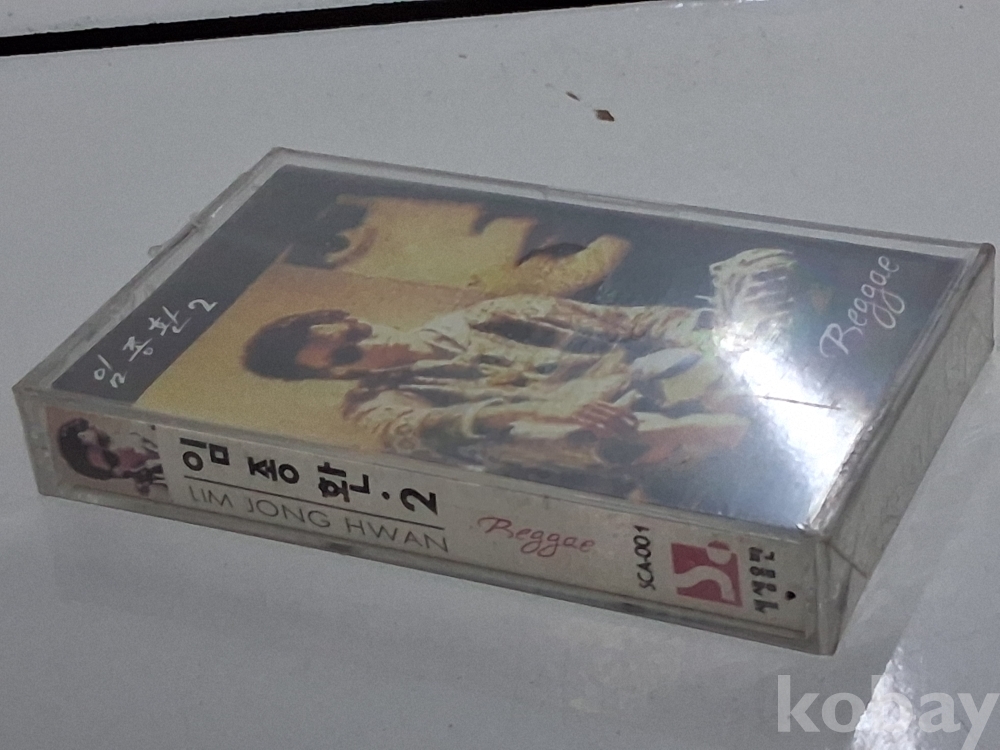 임종환 2
Reggae
임종환.2
LIM JONG HWAN
Reggae
SCA-001
kobay